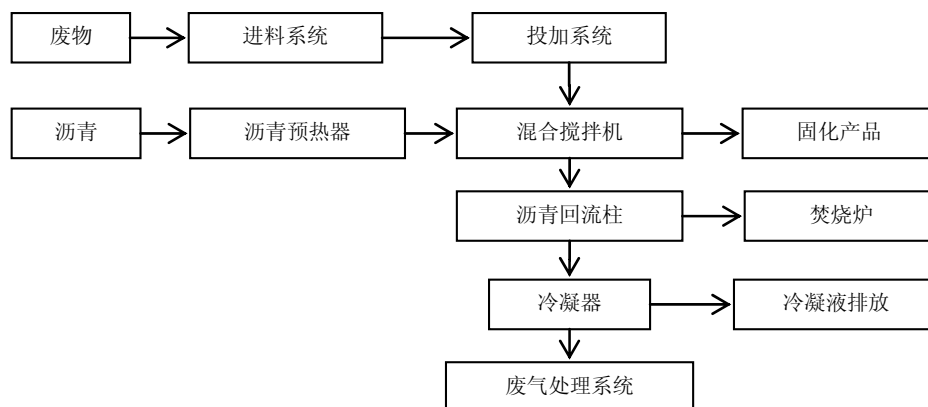 废物
进料系统
投加系统
沥青
沥青预热器
混合搅拌机
固化产品
沥青回流柱
焚烧炉
冷凝器
冷凝液排放
废气处理系统